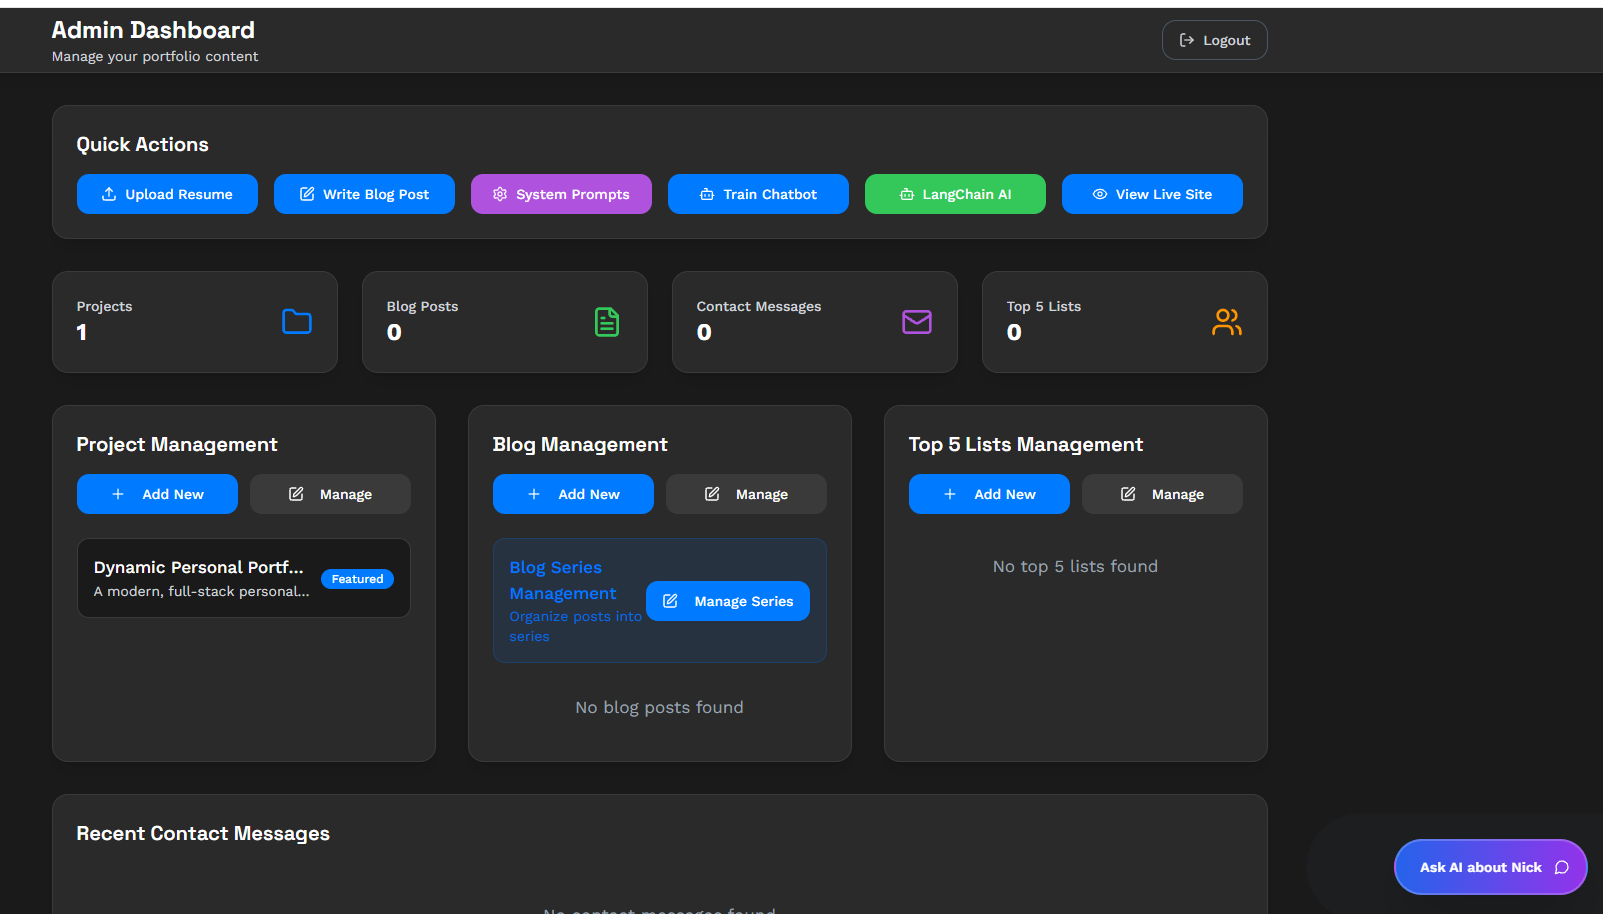 Admin Dashboard
Manage your portfolio content
Logout
Quick Actions
Upload Resume
Write Blog Post
System Prompts
Train Chatbot
LangChain AI
View Live Site
Projects
1
Blog Posts
0
Contact Messages
0
Top 5 Lists
0
Project Management
Add New
Manage
Dynamic Personal Portf...
A modern, full-stack personal...
Featured
Blog Management
Add New
Manage
Blog Series
Management
Organize posts into
series
Manage Series
No blog posts found
Top 5 Lists Management
Add New
Manage
No top 5 lists found
Recent Contact Messages
No contact messages found
Ask AI about Nick